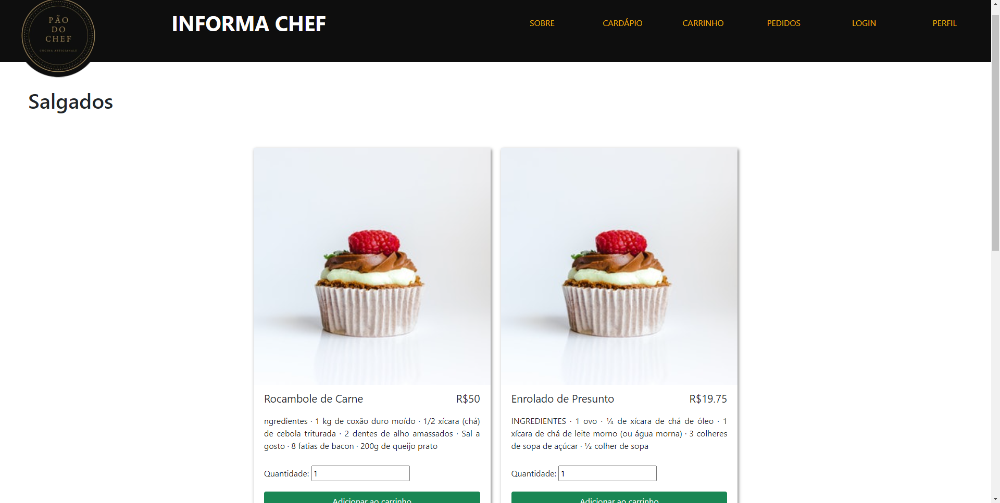 PÃO
DO
CHEF
COCINA ARTIGIANALE
INFORMA CHEF
SOBRE
CARDÁPIO
CARRINHO
PEDIDOS
LOGIN
PERFIL
Salgados
Rocambole de Carne
R$50
ngredientes · 1 kg de coxão duro moído · 1/2 xícara (chá)
de cebola triturada · 2 dentes de alho amassados · Sal a
gosto · 8 fatias de bacon · 200g de queijo prato
Quantidade: 1
Adicionar ao carrinho
Enrolado de Presunto
R$19.75
INGREDIENTES · 1 ovo · ¼ de xícara de chá de óleo · 1
xícara de chá de leite morno (ou água morna) · 3 colheres
de sopa de açúcar · ½ colher de sopa
Quantidade: 1
Adicionar ao carrinho